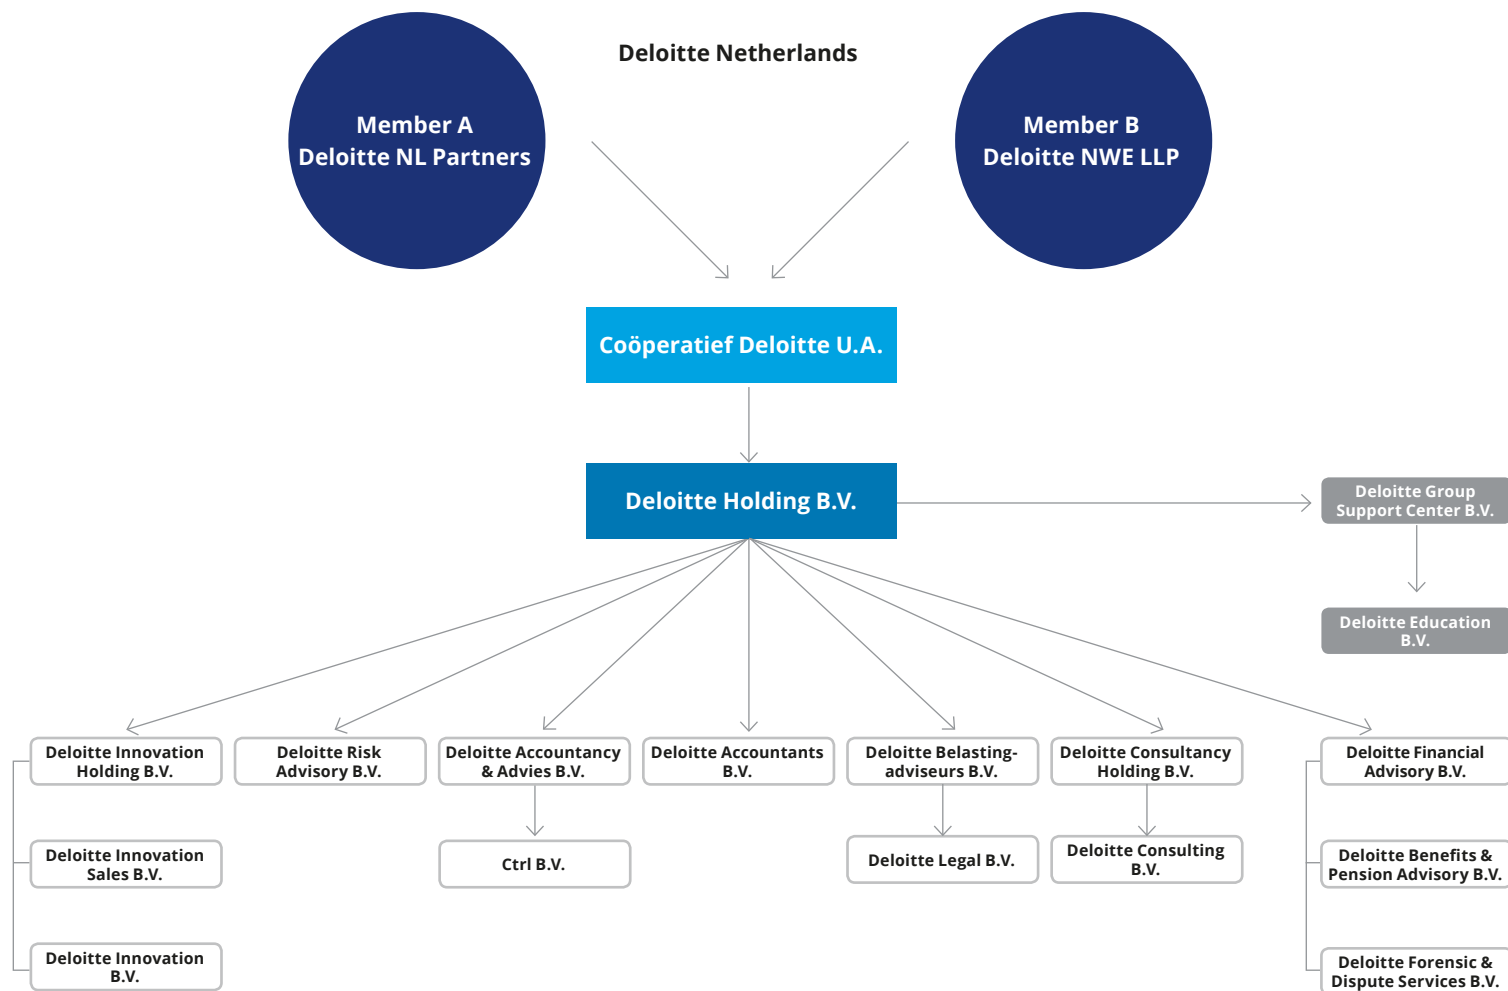 Deloitte Netherlands
Member A
Deloitte NL Partners
Member B
Deloitte NWE LLP
Coöperatief Deloitte U.A.
Deloitte Holding B.V.
Deloitte Group
Support Center B.V.
Deloitte Education
B.V.
Deloitte Innovation
Holding B.V.
Deloitte Risk
Advisory B.V.
Deloitte Accountancy
& Advies B.V.
Deloitte Accountants
B.V.
Deloitte Belasting-
adviseurs B.V.
Deloitte Consultancy
Holding B.V.
Deloitte Financial
Advisory B.V.
Deloitte Innovation
Sales B.V.
Ctrl B.V.
Deloitte Legal B.V.
Deloitte Consulting
B.V.
Deloitte Benefits &
Pension Advisory B.V.
Deloitte Innovation
B.V.
Deloitte Forensic &
Dispute Services B.V.